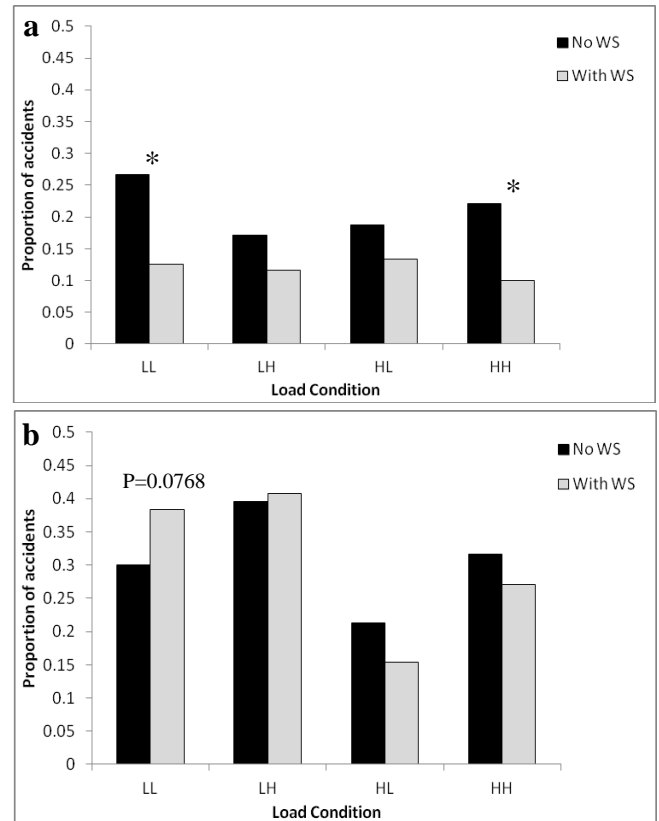 a
No WS
With WS
Proportion of accidents
0.5
0.45
0.4
0.35
0.3
0.25
0.2
0.15
0.1
0.05
0
*
*
LL LH HL HH
Load Condition
b
No WS
With WS
P=0.0768
Proportion of accidents
0.5
0.45
0.4
0.35
0.3
0.25
0.2
0.15
0.1
0.05
0
LL LH HL HH
Load Condition